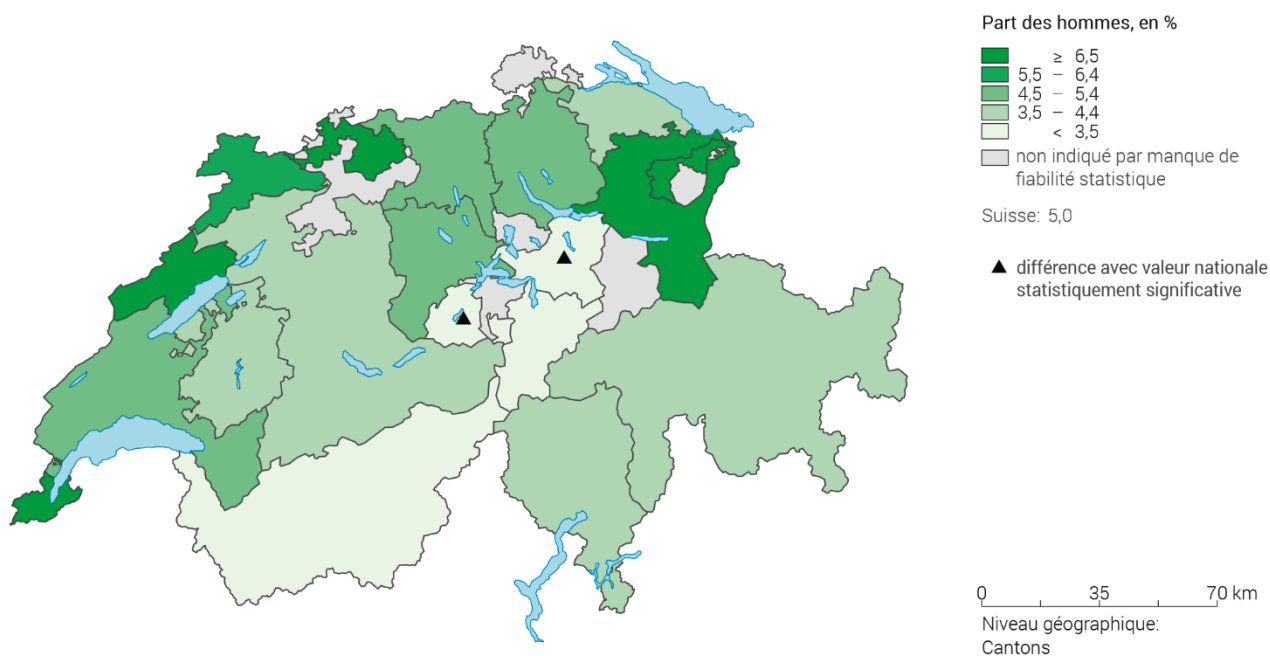 Part des hommes, en %
≥ 6,5
5,5 – 6,4
4,5 – 5,4
3,5 – 4,4
< 3,5
non indiqué par manque de
fiabilité statistique
Suisse: 5,0
différence avec valeur nationale
statistiquement significative
0 35 70 km
Niveau géographique:
Cantons